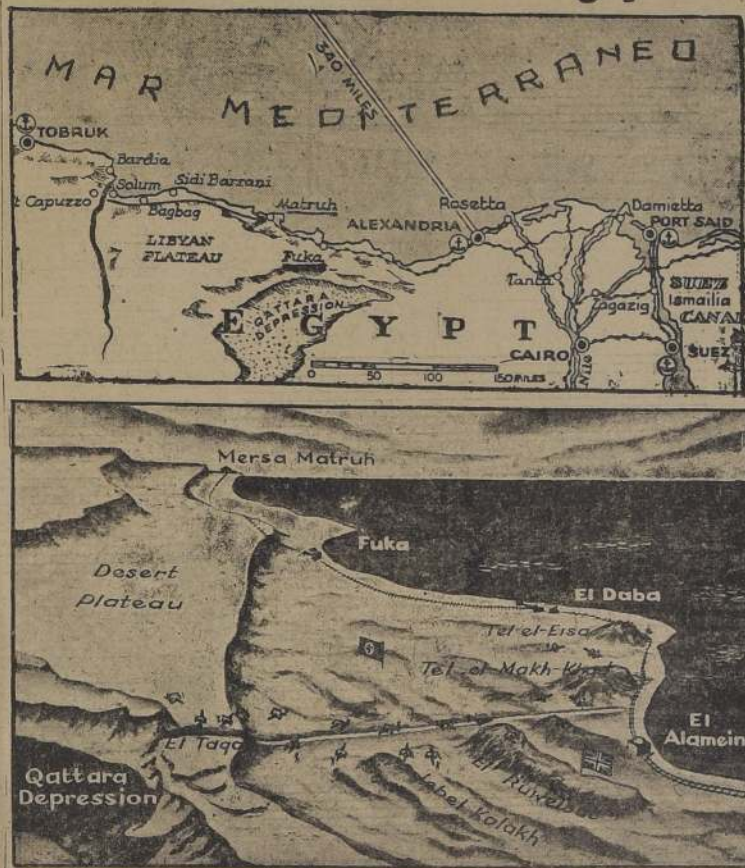 MAR MEDITERRANEO
340 MILES
TOBRUK
Bardia
Capuzzo
Solum
Sidi Barrani
Bagbag
Matruh
ALEXANDRIA
Rosetta
Damietta
PORT SAID
LIBYAN
PLATEAU
Fuka
QATTARA
DEPRESSION
EGYPT
Tanta
Zagazig
SUEZ
Ismailia
CANAL
CAIRO
SUEZ
0 50 100 150 MILES
Mersa Matruh
Fuka
Desert
Plateau
El Daba
Tel el-Eisa
Tel el-Makh-Khad
El Taqa
El
Alamein
El Ruweisat
Jebel Kalakh
Qattara
Depression